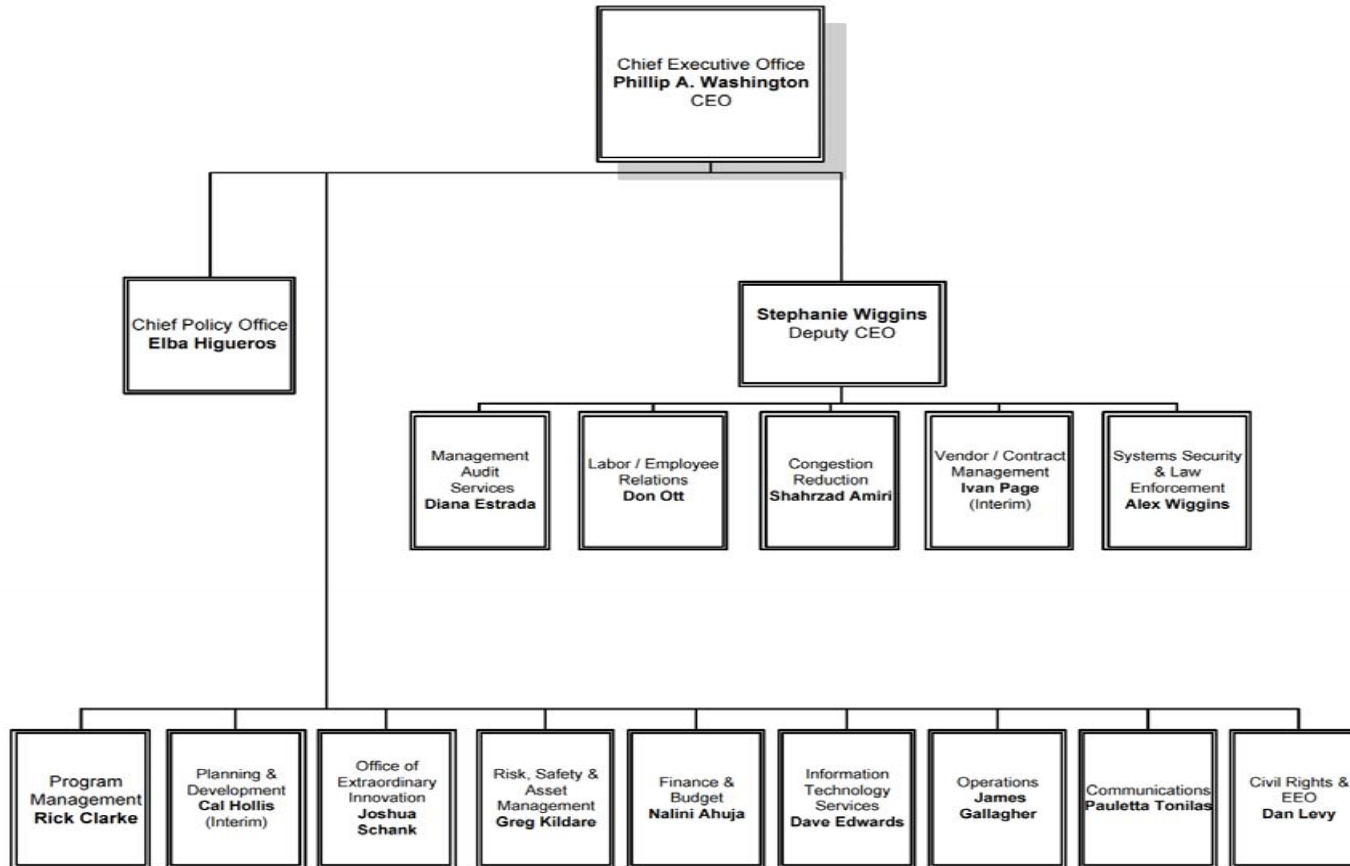 Chief Executive Office
Phillip A. Washington
CEO
Chief Policy Office
Elba Higueros
Stephanie Wiggins
Deputy CEO
Management
Audit
Services
Diana Estrada
Labor / Employee
Relations
Don Ott
Congestion
Reduction
Shahrzad Amiri
Vendor / Contract
Management
Ivan Page
(Interim)
Systems Security
& Law
Enforcement
Alex Wiggins
Program
Management
Rick Clarke
Planning &
Development
Cal Hollis
(Interim)
Office of
Extraordinary
Innovation
Joshua
Schank
Risk, Safety &
Asset
Management
Greg Kildare
Finance &
Budget
Nalini Ahuja
Information
Technology
Services
Dave Edwards
Operations
James
Gallagher
Communications
Pauletta Tonilas
Civil Rights &
EEO
Dan Levy